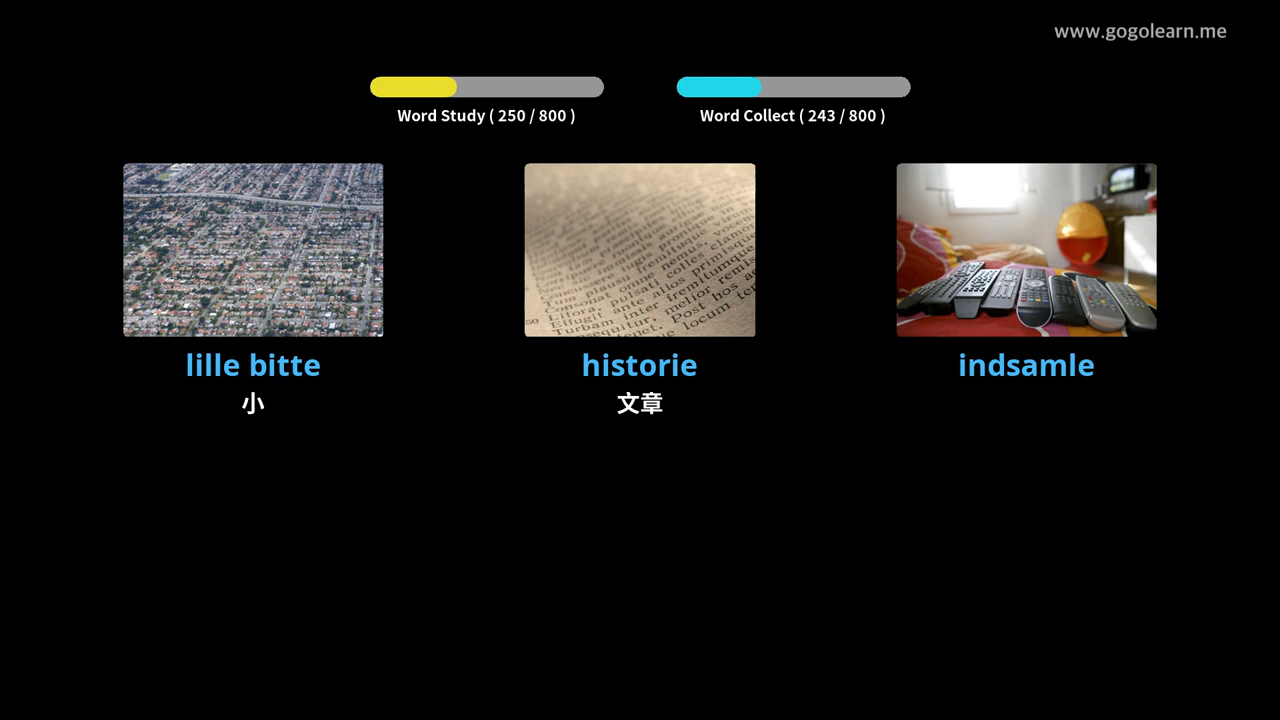 www.gogolearn.me
Word Study ( 250 / 800 )
Word Collect ( 243 / 800 )
lille bitte
小
historie
文章
indsamle